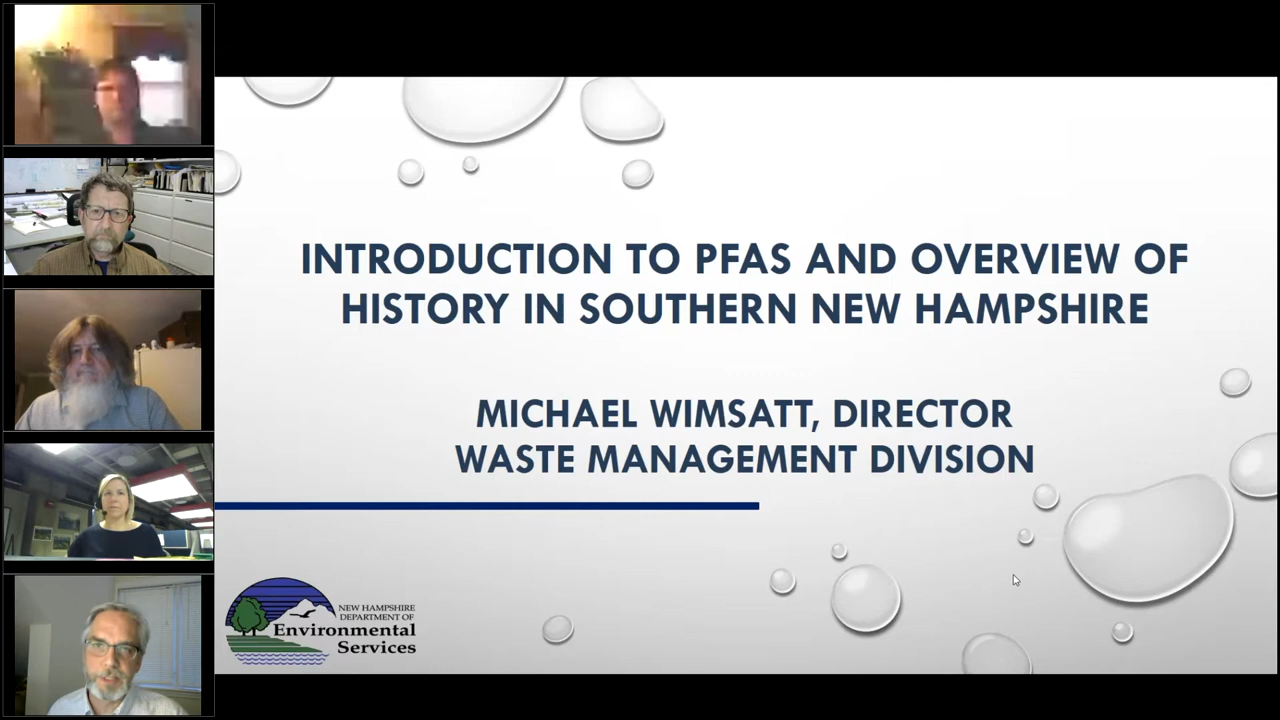 INTRODUCTION TO PFAS AND OVERVIEW OF
HISTORY IN SOUTHERN NEW HAMPSHIRE
MICHAEL WIMSATT, DIRECTOR
WASTE MANAGEMENT DIVISION
NEW HAMPSHIRE
DEPARTMENT OF
Environmental
Services